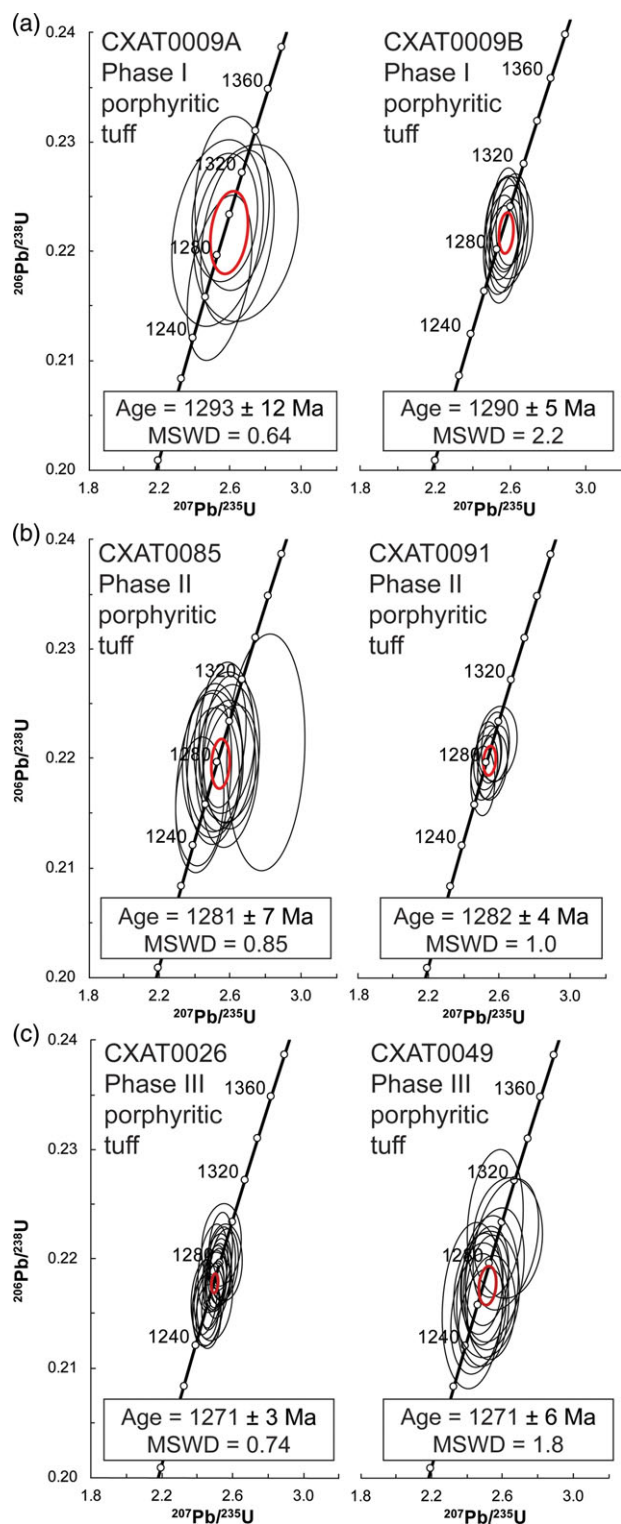 (a)
CXAT0009A
Phase I
porphyritic
tuff
0.24
0.23
0.22
0.21
0.20
²⁰⁶Pb/²³⁸U
1360
1320
1280
1240
Age = 1293 ± 12 Ma
MSWD = 0.64
1.8 2.2 2.6 3.0
²⁰⁷Pb/²³⁵U
CXAT0009B
Phase I
porphyritic
tuff
1360
1320
1280
1240
Age = 1290 ± 5 Ma
MSWD = 2.2
1.8 2.2 2.6 3.0
²⁰⁷Pb/²³⁵U
(b)
CXAT0085
Phase II
porphyritic
tuff
0.24
0.23
0.22
0.21
0.20
²⁰⁶Pb/²³⁸U
1320
1280
1240
Age = 1281 ± 7 Ma
MSWD = 0.85
1.8 2.2 2.6 3.0
²⁰⁷Pb/²³⁵U
CXAT0091
Phase II
porphyritic
tuff
1320
1280
1240
Age = 1282 ± 4 Ma
MSWD = 1.0
1.8 2.2 2.6 3.0
²⁰⁷Pb/²³⁵U
(c)
CXAT0026
Phase III
porphyritic
tuff
0.24
0.23
0.22
0.21
0.20
²⁰⁶Pb/²³⁸U
1360
1320
1280
1240
Age = 1271 ± 3 Ma
MSWD = 0.74
1.8 2.2 2.6 3.0
²⁰⁷Pb/²³⁵U
CXAT0049
Phase III
porphyritic
tuff
1360
1320
1280
1240
Age = 1271 ± 6 Ma
MSWD = 1.8
1.8 2.2 2.6 3.0
²⁰⁷Pb/²³⁵U